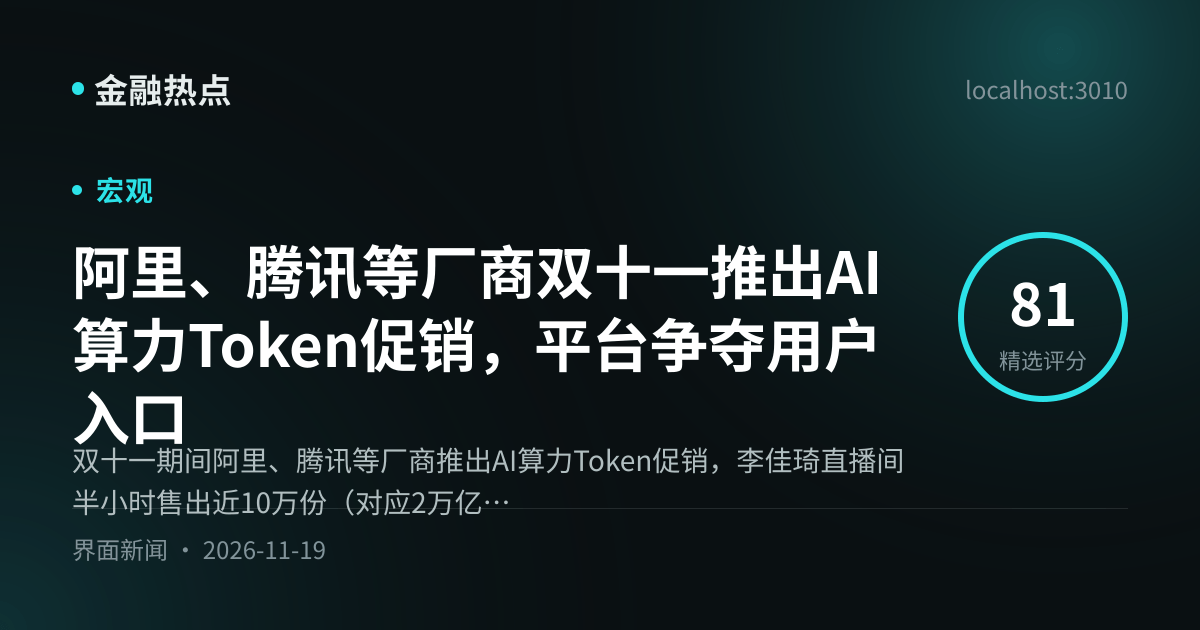 金融热点
localhost:3010
宏观
阿里、腾讯等厂商双十一推出AI
算力Token促销，平台争夺用户
入口
81
精选评分
双十一期间阿里、腾讯等厂商推出AI算力Token促销，李佳琦直播间
半小时售出近10万份（对应2万亿…
界面新闻 · 2026-11-19